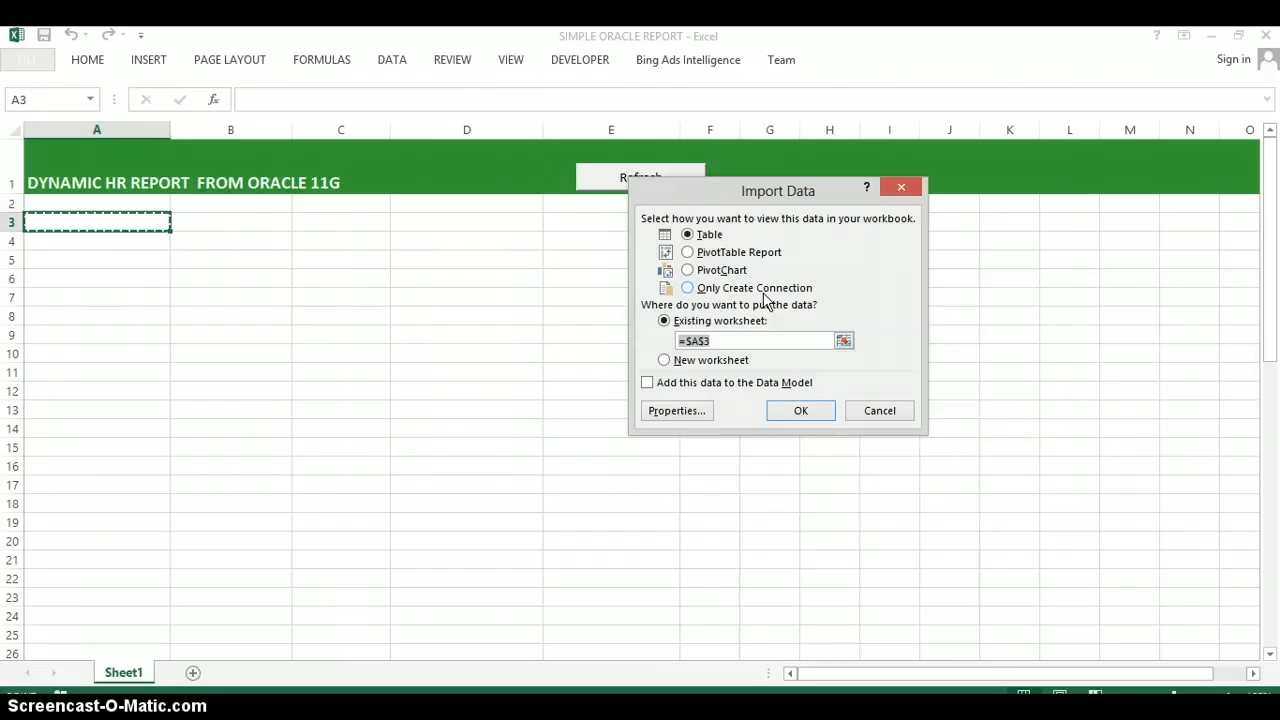 SIMPLE ORACLE REPORT - Excel
?
FILE HOME INSERT PAGE LAYOUT FORMULAS DATA REVIEW VIEW DEVELOPER Bing Ads Intelligence Team Sign in
A3 fx
A B C D E F G H I J K L M N O
1 DYNAMIC HR REPORT FROM ORACLE 11G Refresh
Import Data ?
2
Select how you want to view this data in your workbook.
3
Table
4
PivotTable Report
5
PivotChart
6
Only Create Connection
7
Where do you want to put the data?
Existing worksheet:
8
=$A$3
9
New worksheet
10
Add this data to the Data Model
11
12
Properties... OK Cancel
13
14
15
16
17
18
19
20
21
22
23
24
25
26
Sheet1
Screencast-O-Matic.com